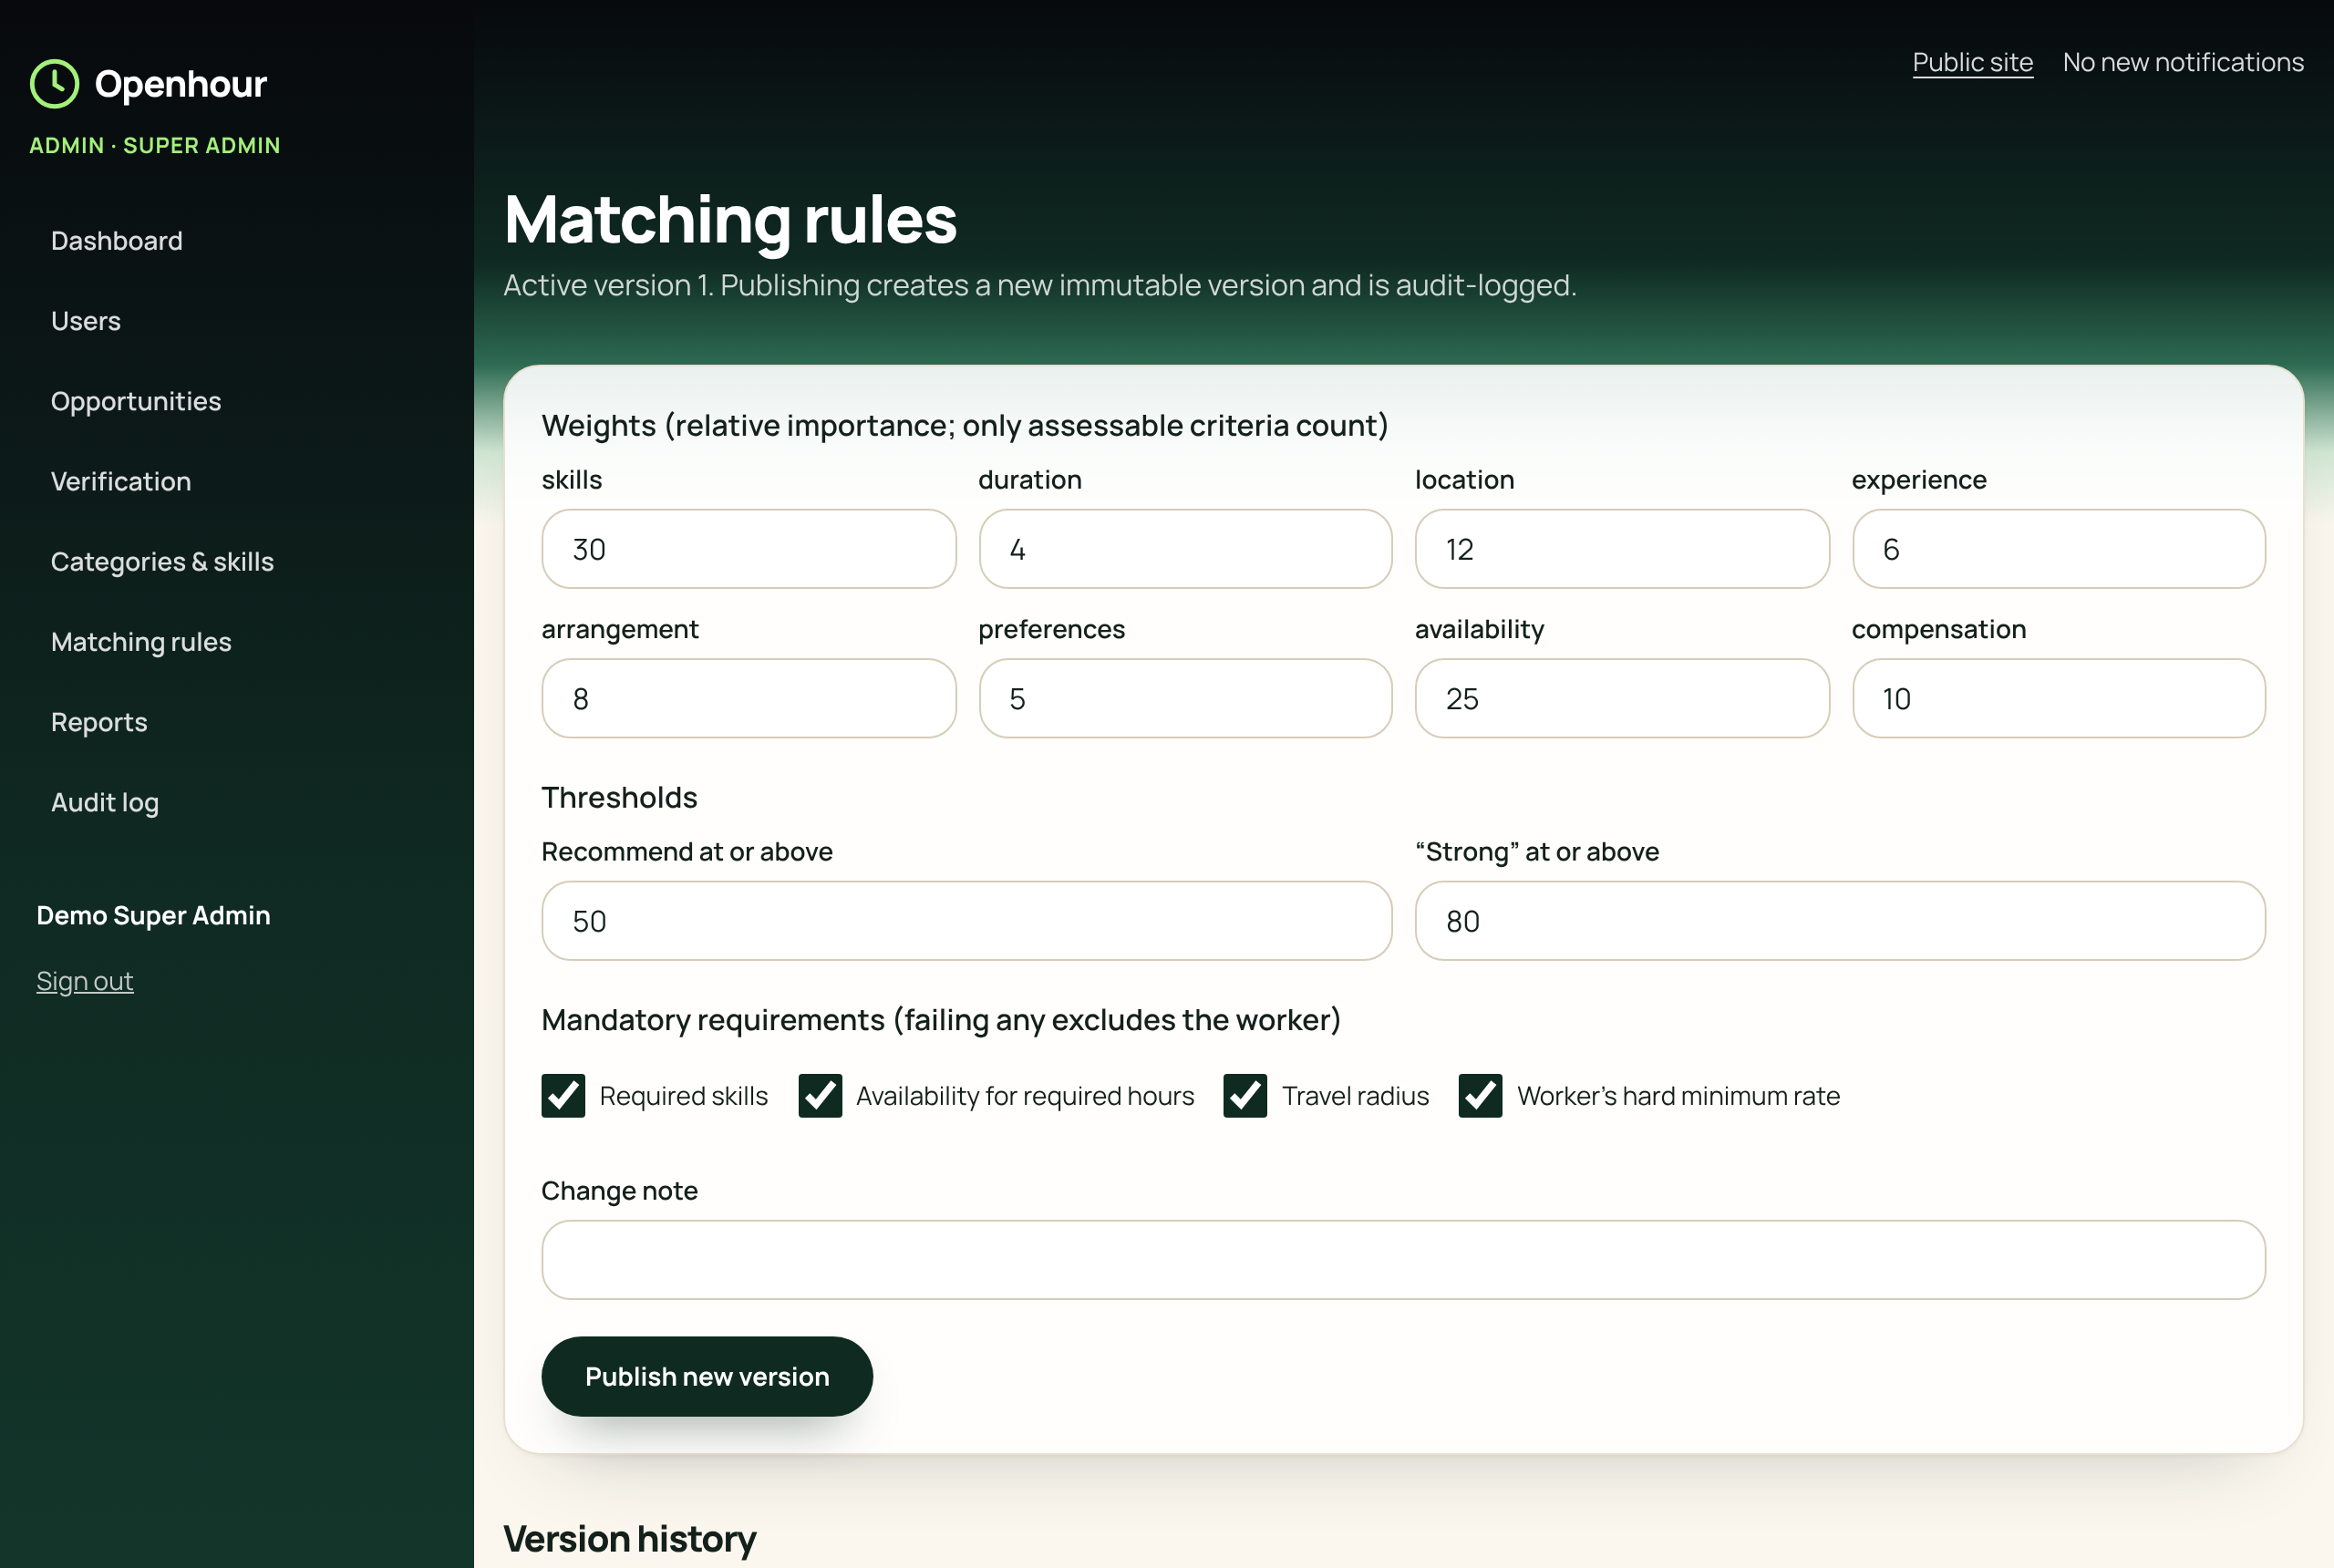 Openhour
ADMIN · SUPER ADMIN
Dashboard
Users
Opportunities
Verification
Categories & skills
Matching rules
Reports
Audit log
Demo Super Admin
Sign out
Public site No new notifications
Matching rules
Active version 1. Publishing creates a new immutable version and is audit-logged.
Weights (relative importance; only assessable criteria count)
skills duration location experience
30 4 12 6
arrangement preferences availability compensation
8 5 25 10
Thresholds
Recommend at or above “Strong” at or above
50 80
Mandatory requirements (failing any excludes the worker)
Required skills Availability for required hours Travel radius Worker’s hard minimum rate
Change note
Publish new version
Version history